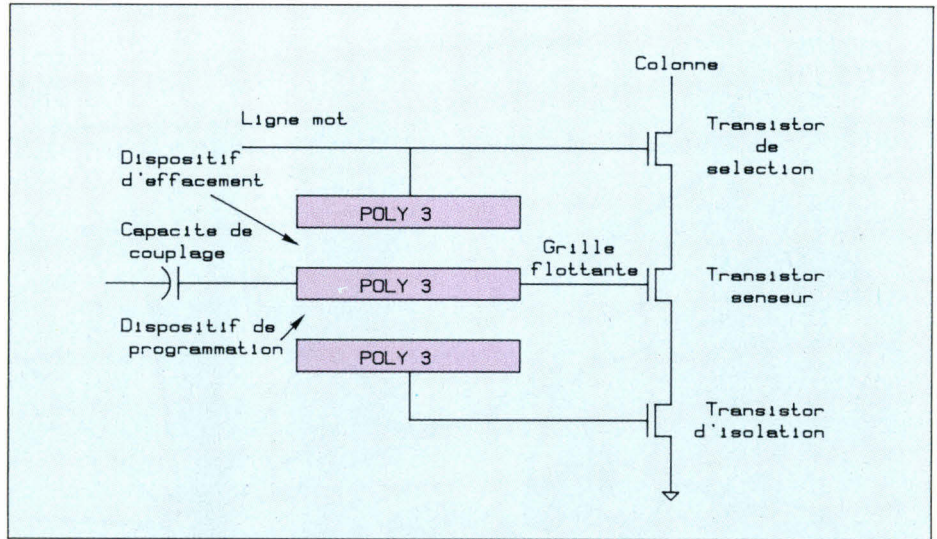 Colonne
Ligne mot
Transistor
de
selection
Dispositif
d'effacement
POLY 3
Capacite de
couplage
Grille
flottante
POLY 3
Transistor
senseur
Dispositif de
programmation
POLY 3
Transistor
d'isolation